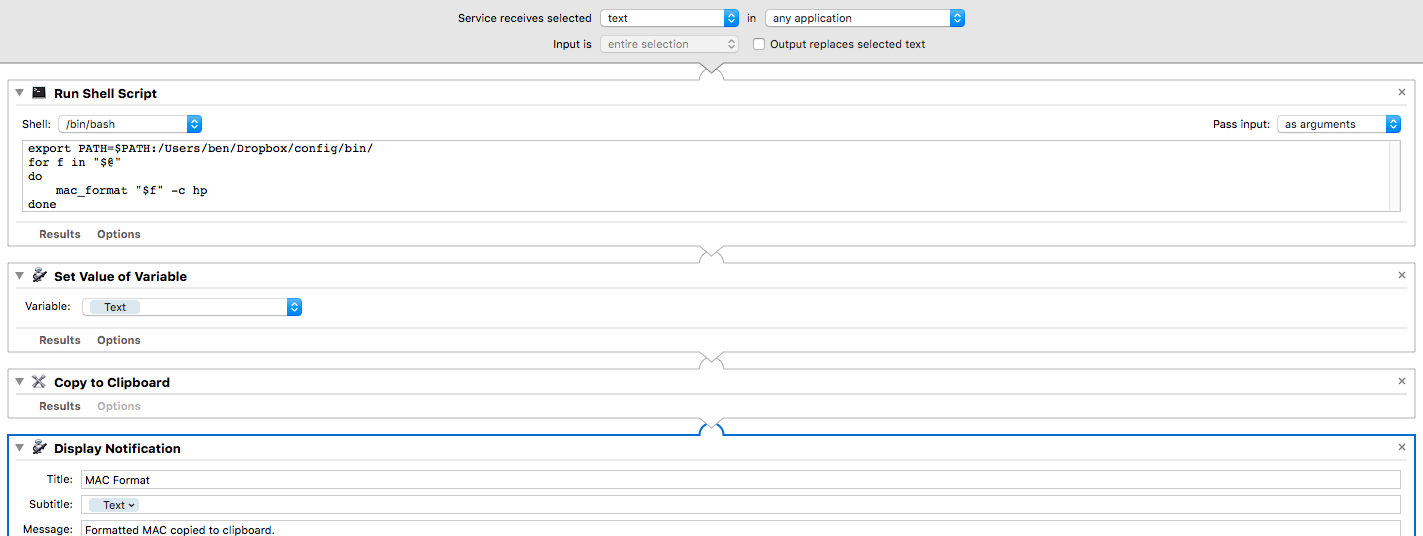 Service receives selected text in any application
Input is entire selection Output replaces selected text
Run Shell Script
Shell: /bin/bash Pass input: as arguments
export PATH=$PATH:/Users/ben/Dropbox/config/bin/
for f in "$@"
do
    mac_format "$f" -c hp
done
Results Options
Set Value of Variable
Variable: Text
Results Options
Copy to Clipboard
Results Options
Display Notification
Title: MAC Format
Subtitle: Text
Message: Formatted MAC copied to clipboard.